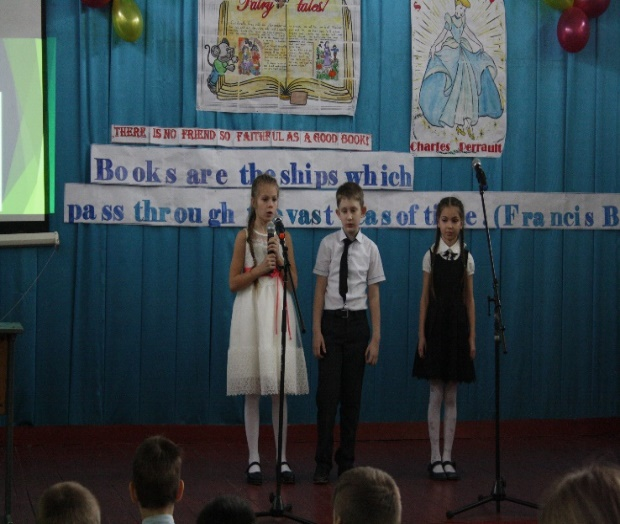 Fairy tales!
Charles Perrault
THERE IS NO FRIEND SO FAITHFUL AS A GOOD BOOK!
Books are the ships which
pass through vast of (Francis B